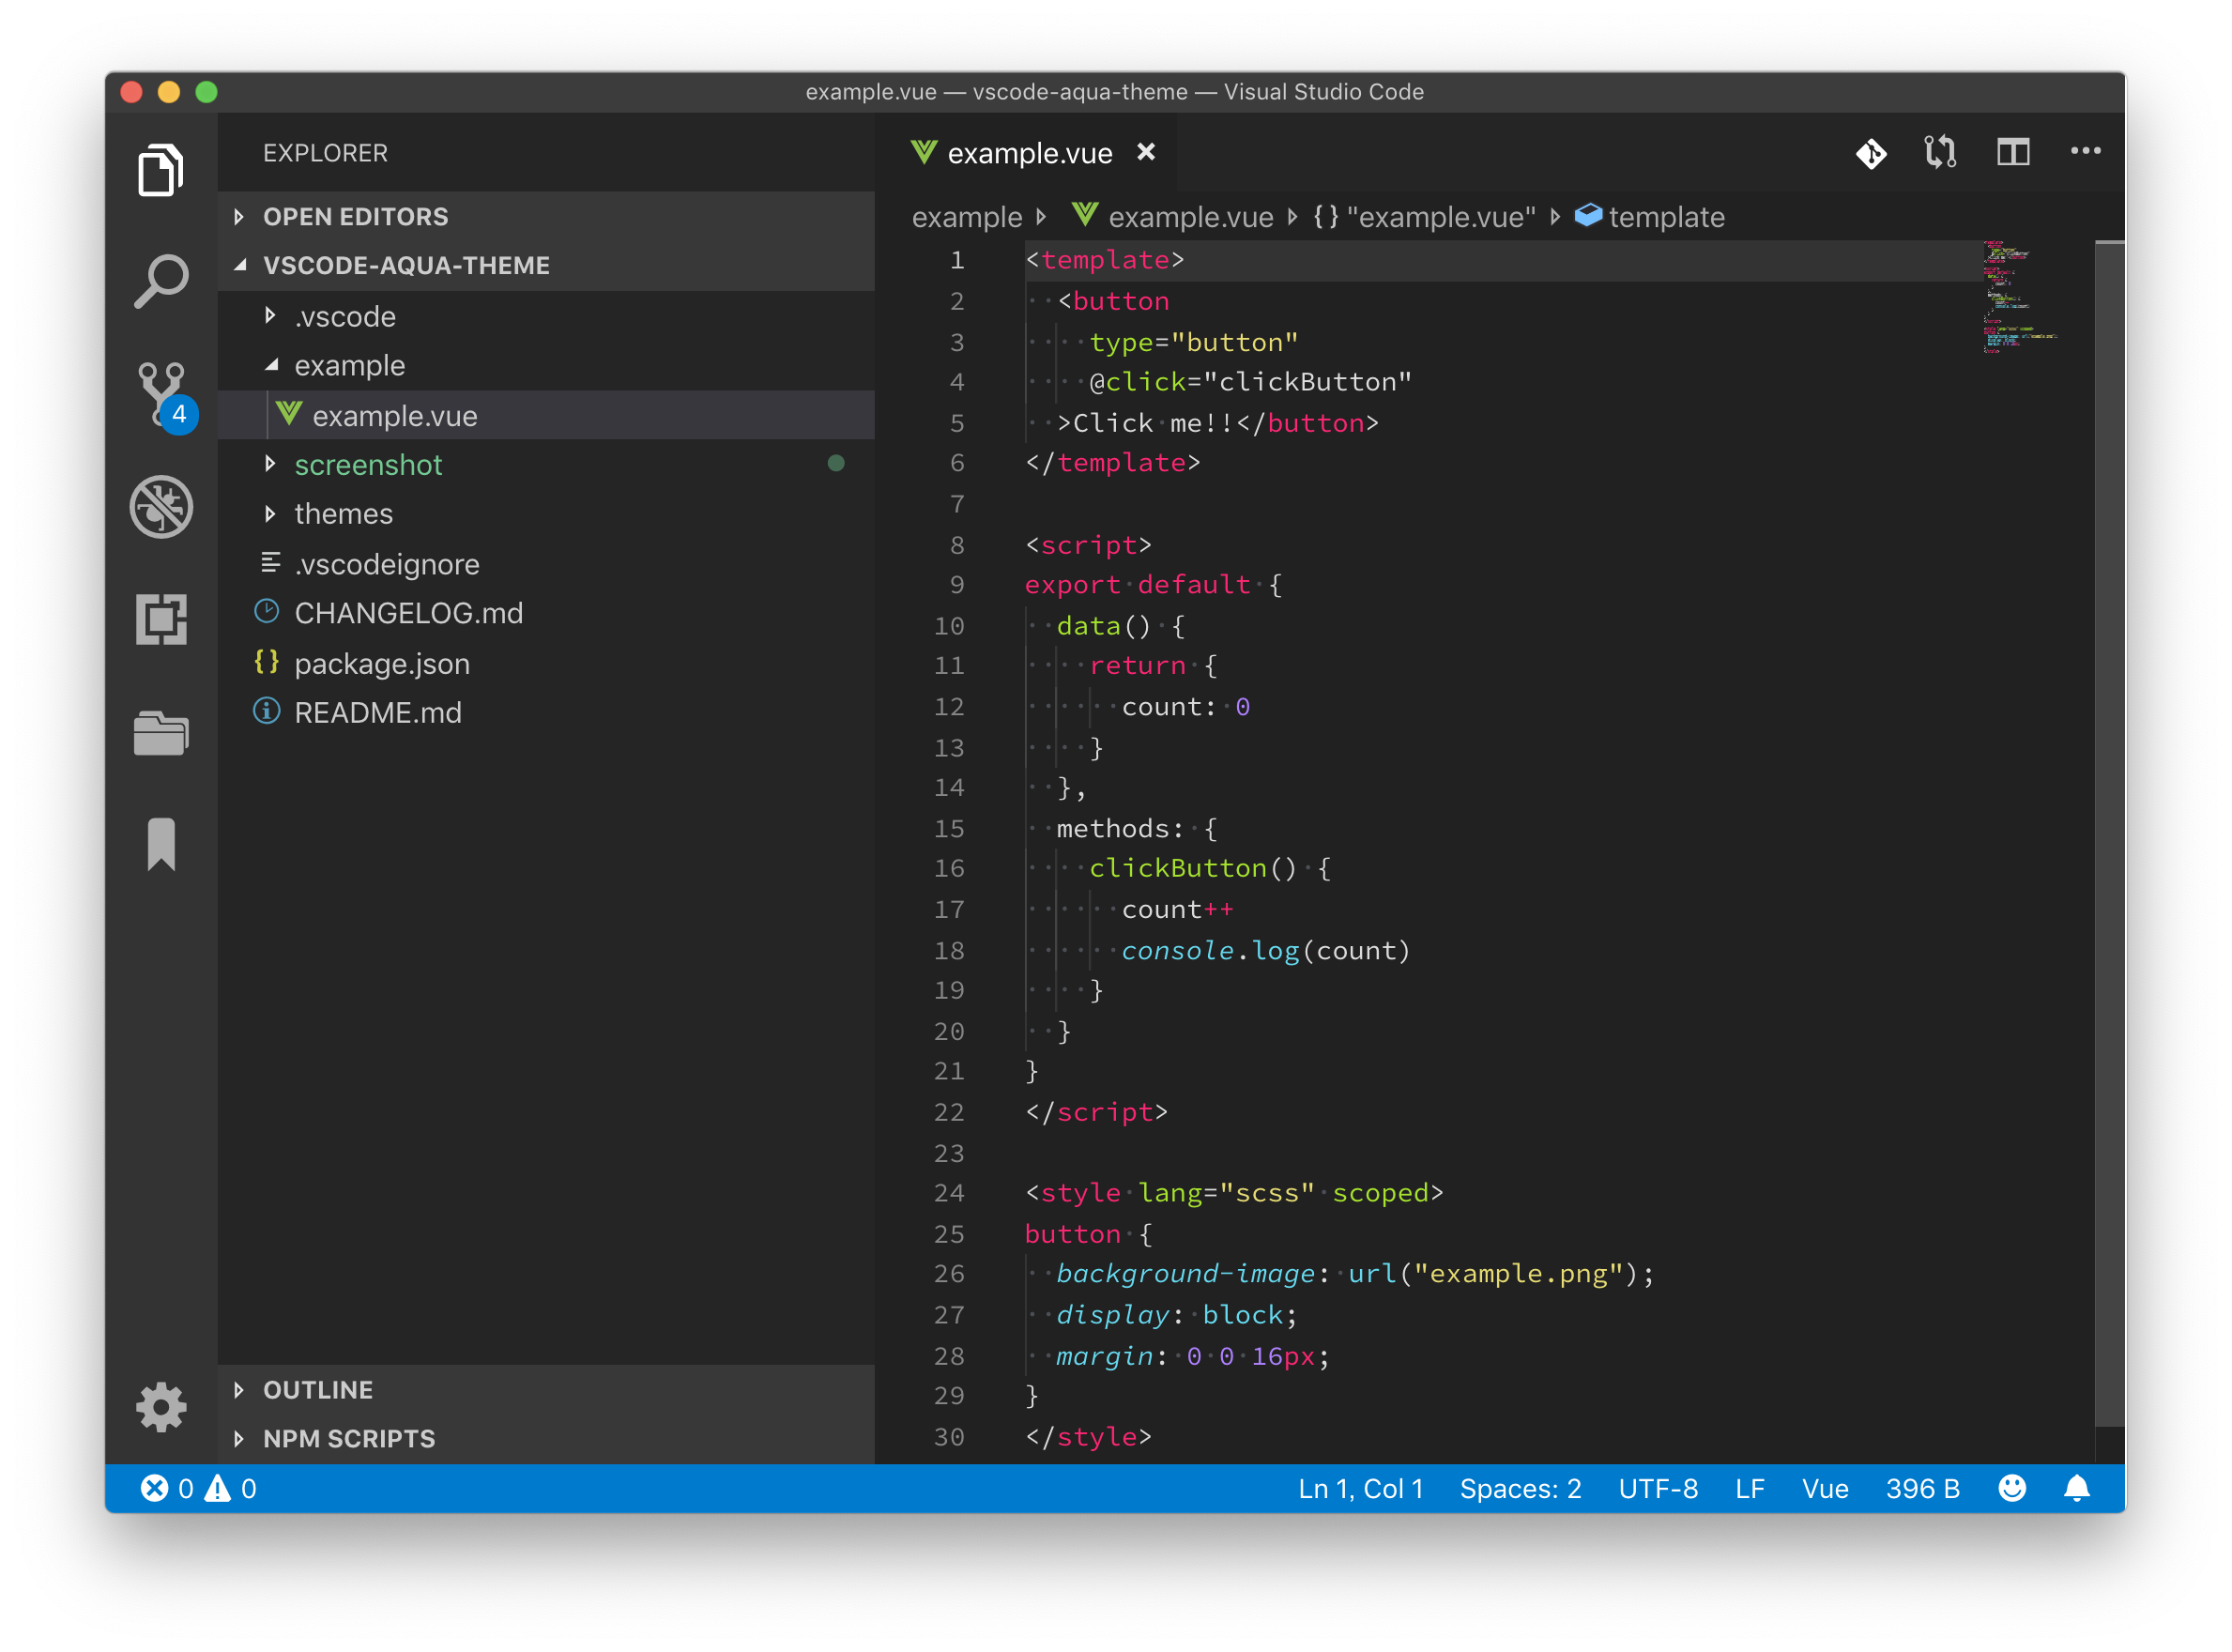 example.vue — vscode-aqua-theme — Visual Studio Code
EXPLORER
OPEN EDITORS
VSCODE-AQUA-THEME
.vscode
example
example.vue
screenshot
themes
.vscodeignore
CHANGELOG.md
package.json
README.md
OUTLINE
NPM SCRIPTS
4
example.vue
example example.vue {} "example.vue" template
1 <template>
2   <button
3     type="button"
4     @click="clickButton"
5   >Click me!!</button>
6 </template>
7
8 <script>
9 export default {
10   data() {
11     return {
12       count: 0
13     }
14   },
15   methods: {
16     clickButton() {
17       count++
18       console.log(count)
19     }
20   }
21 }
22 </script>
23
24 <style lang="scss" scoped>
25 button {
26   background-image: url("example.png");
27   display: block;
28   margin: 0 0 16px;
29 }
30 </style>
0 0 Ln 1, Col 1 Spaces: 2 UTF-8 LF Vue 396 B